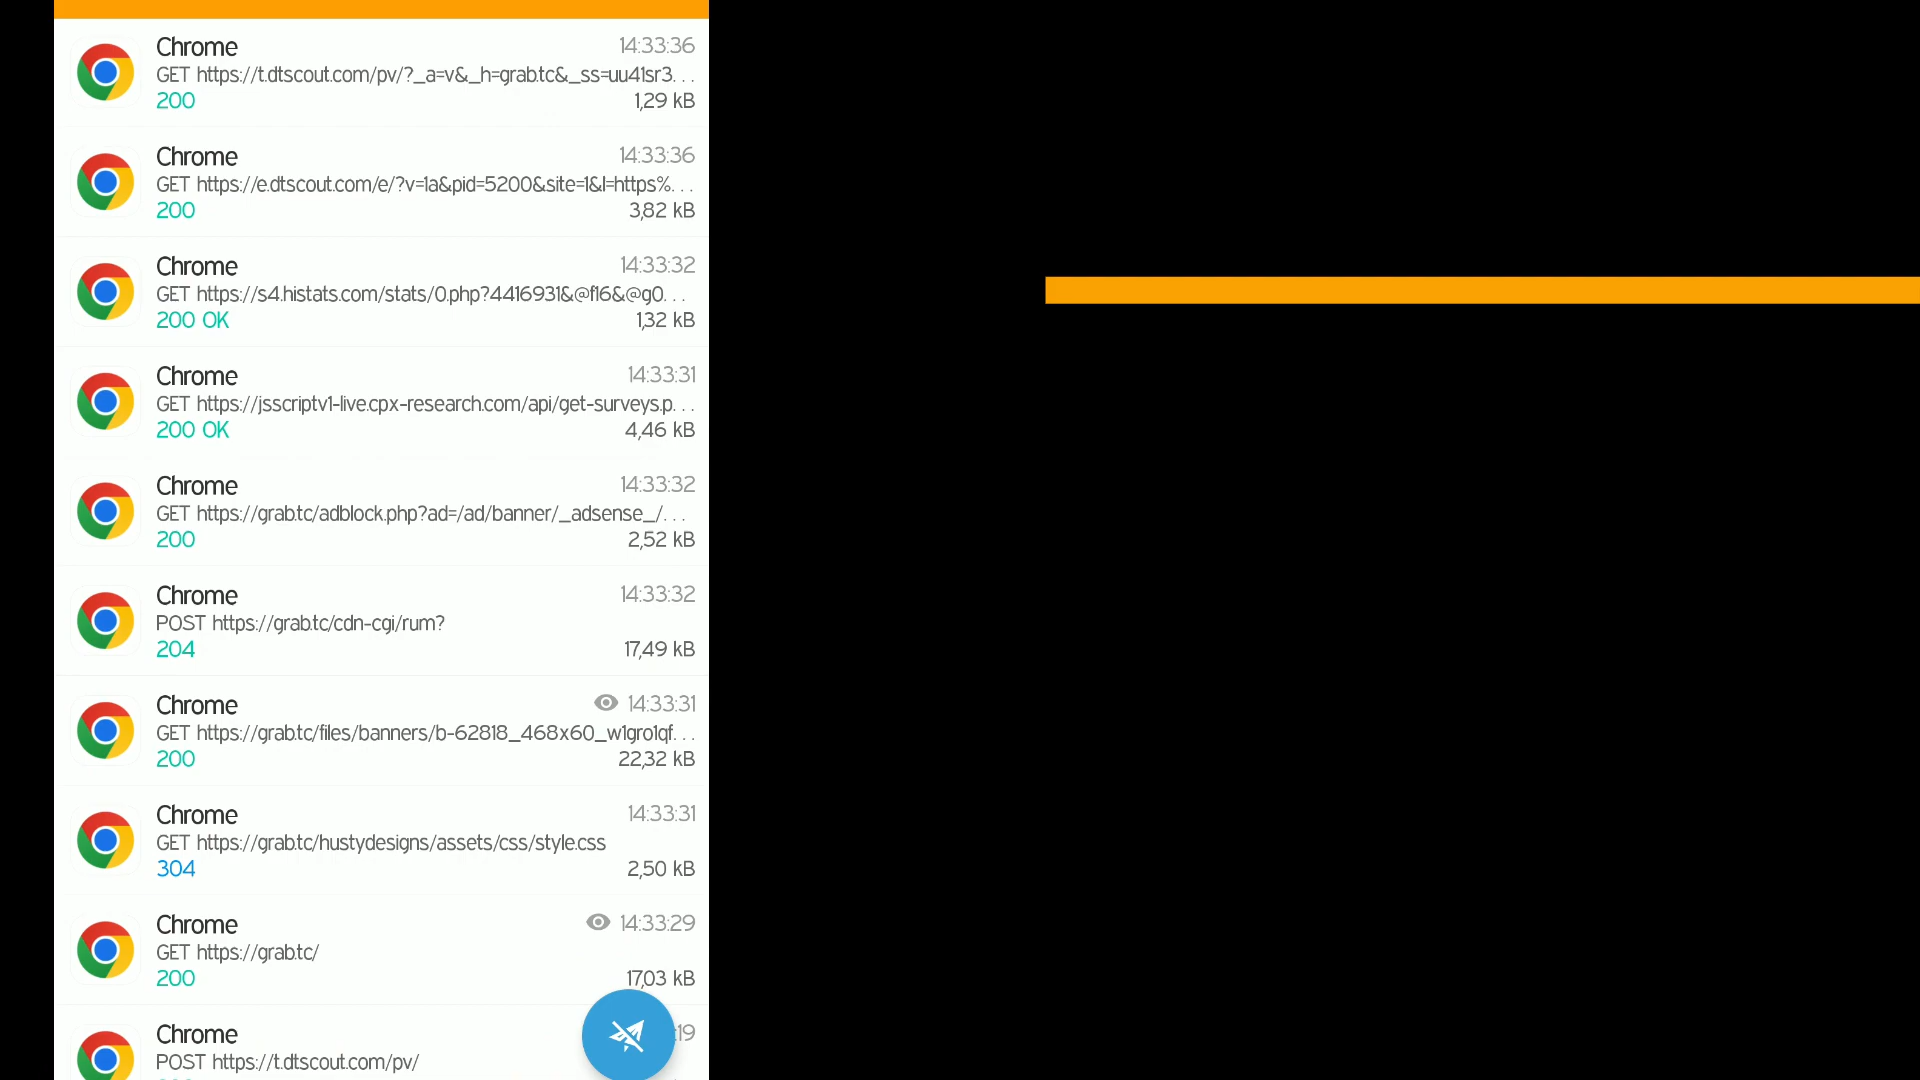 Chrome 14:33:36
GET https://t.dtscout.com/pv/?_a=v&_h=grab.tc&_ss=uu41sr3...
200 1,29 kB
Chrome 14:33:36
GET https://e.dtscout.com/e/?v=1a&pid=5200&site=1&l=https%...
200 3,82 kB
Chrome 14:33:32
GET https://s4.histats.com/stats/0.php?4416931&@f16&@g0...
200 OK 1,32 kB
Chrome 14:33:31
GET https://jsscriptv1-live.cpx-research.com/api/get-surveys.p...
200 OK 4,46 kB
Chrome 14:33:32
GET https://grab.tc/adblock.php?ad=/ad/banner/_adsense_/...
200 2,52 kB
Chrome 14:33:32
POST https://grab.tc/cdn-cgi/rum?
204 17,49 kB
Chrome 14:33:31
GET https://grab.tc/files/banners/b-62818_468x60_w1gro1qf...
200 22,32 kB
Chrome 14:33:31
GET https://grab.tc/hustydesigns/assets/css/style.css
304 2,50 kB
Chrome 14:33:29
GET https://grab.tc/
200 17,03 kB
Chrome :19
POST https://t.dtscout.com/pv/